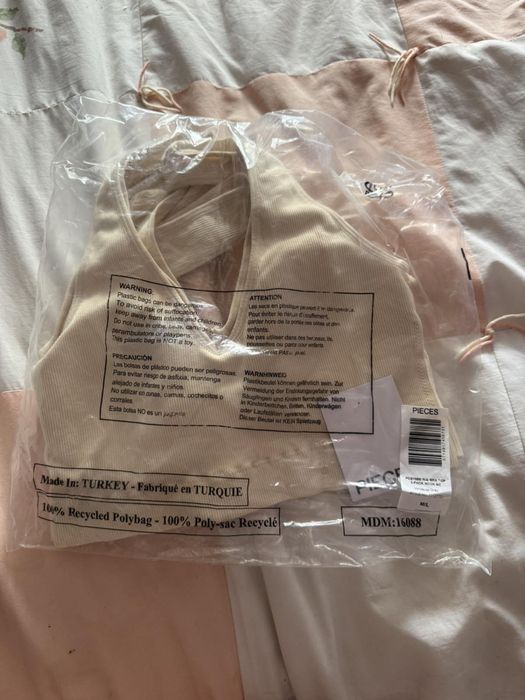 WARNING
Plastic bags can be dangerous.
To avoid risk of suffocation
keep away from infants and children
Do not use in cribs, beds, carriages,
perambulators or playpens.
This plastic bag is NOT a toy.
PRECAUCIÓN
Las bolsas de plástico pueden ser peligrosas.
Para evitar riesgo de asfixia, mantenga
alejado de infantes y niños.
No utilizar en cunas, camas, cochecitos o
corrales.
Esta bolsa NO es un juguete
ATTENTION
Les sacs en plastique peuvent être dangereux.
Pour éviter le risque d'étouffement,
garder hors de la portée des bébés et des
enfants.
Ne pas utiliser dans les
poussettes ou parcs pour enfants.
PAS
WARNHINWEIS
Plastikbeutel können gefährlich sein. Zur
Vermeidung der Erstickungsgefahr von
Säuglingen und Kindern fernhalten. Nicht
in Kinderbettchen, Betten, Kinderwägen
oder Laufställen verwenden.
Dieser Beutel ist KEIN Spielzeug
PIECES
M/L
PIECE
Made In: TURKEY - Fabriqué en TURQUIE
100% Recycled Polybag - 100% Poly-sac Recyclé
MDM:16088